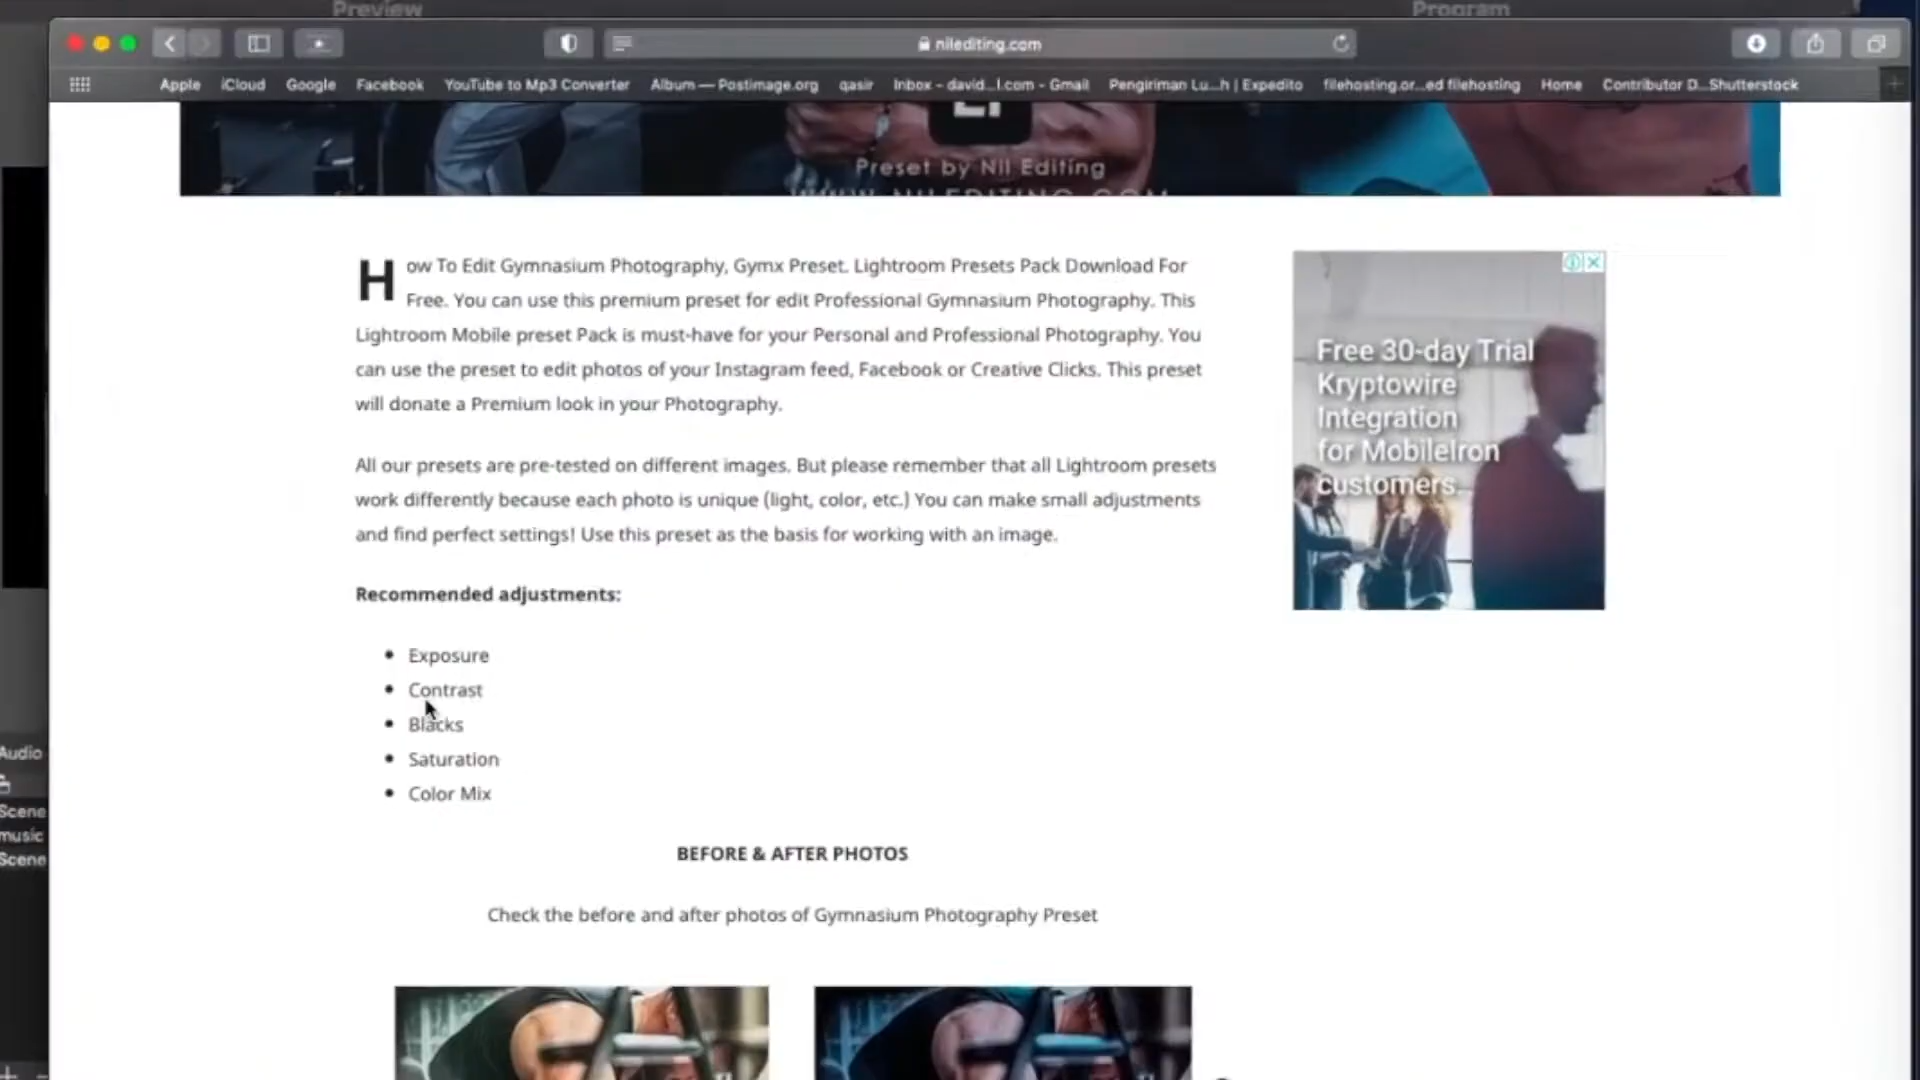 Preview
Program
nilediting.com
Apple iCloud Google Facebook YouTube to Mp3 Converter Album — Postimage.org qasir Inbox - david...l.com - Gmail Pengiriman Lu...h | Expedito filehosting.or...ed filehosting Home Contributor D...Shutterstock
Preset by Nil Editing
WWW.NILEDITING.COM
How To Edit Gymnasium Photography, Gymx Preset. Lightroom Presets Pack Download For
Free. You can use this premium preset for edit Professional Gymnasium Photography. This
Lightroom Mobile preset Pack is must-have for your Personal and Professional Photography. You
can use the preset to edit photos of your Instagram feed, Facebook or Creative Clicks. This preset
will donate a Premium look in your Photography.
Free 30-day Trial
Kryptowire
Integration
for MobileIron
customers.
All our presets are pre-tested on different images. But please remember that all Lightroom presets
work differently because each photo is unique (light, color, etc.) You can make small adjustments
and find perfect settings! Use this preset as the basis for working with an image.
Recommended adjustments:
• Exposure
• Contrast
• Blacks
• Saturation
• Color Mix
Audio
Scene
music
Scene
BEFORE & AFTER PHOTOS
Check the before and after photos of Gymnasium Photography Preset